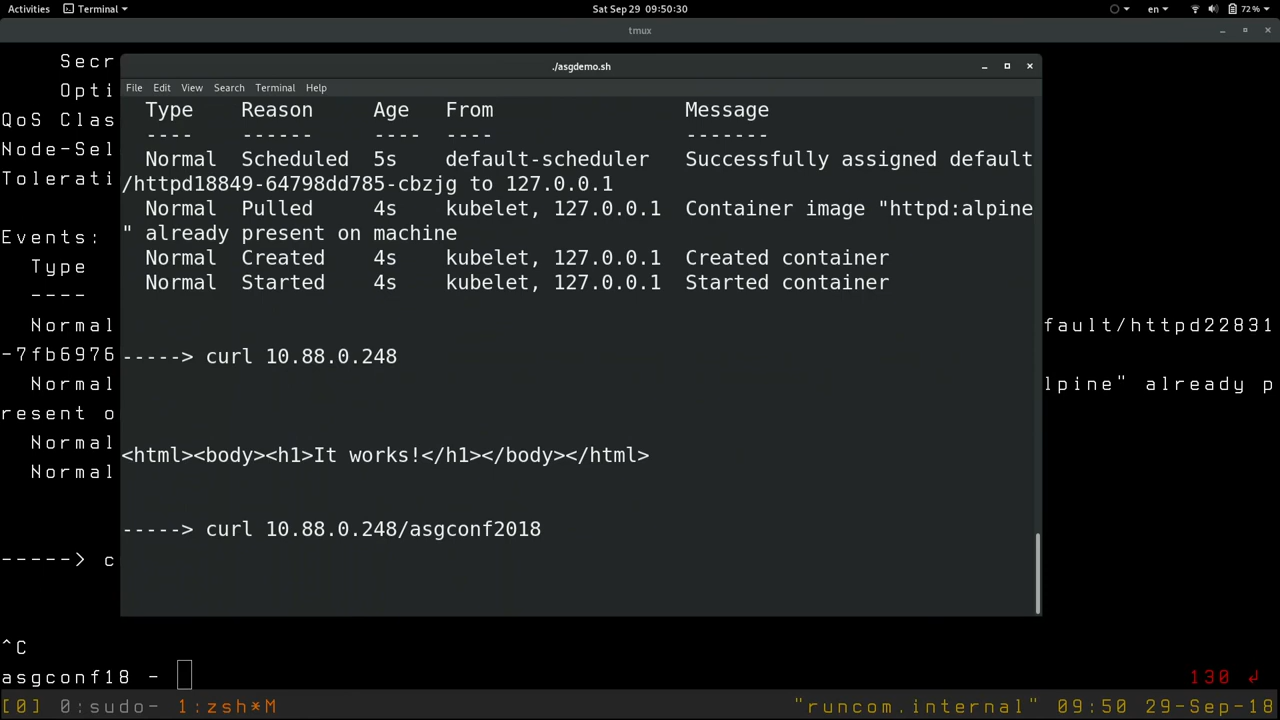 Activities Terminal Sat Sep 29 09:50:30 en 72%
tmux
./asgdemo.sh
File Edit View Search Terminal Help
Type Reason Age From Message
---- ------ ---- ---- -------
Normal Scheduled 5s default-scheduler Successfully assigned default
/httpd18849-64798dd785-cbzjg to 127.0.0.1
Normal Pulled 4s kubelet, 127.0.0.1 Container image "httpd:alpine
" already present on machine
Normal Created 4s kubelet, 127.0.0.1 Created container
Normal Started 4s kubelet, 127.0.0.1 Started container
-----> curl 10.88.0.248
<html><body><h1>It works!</h1></body></html>
-----> curl 10.88.0.248/asgconf2018
Secr
Opti
QoS Clas
Node-Sel
Tolerati
Events:
Type
----
Normal fault/httpd22831
-7fb6976
Normal lpine" already p
resent o
Normal
Normal
-----> c
^C
asgconf18 - 130 ↵
[0] 0:sudo- 1:zsh*M "runcom.internal" 09:50 29-Sep-18